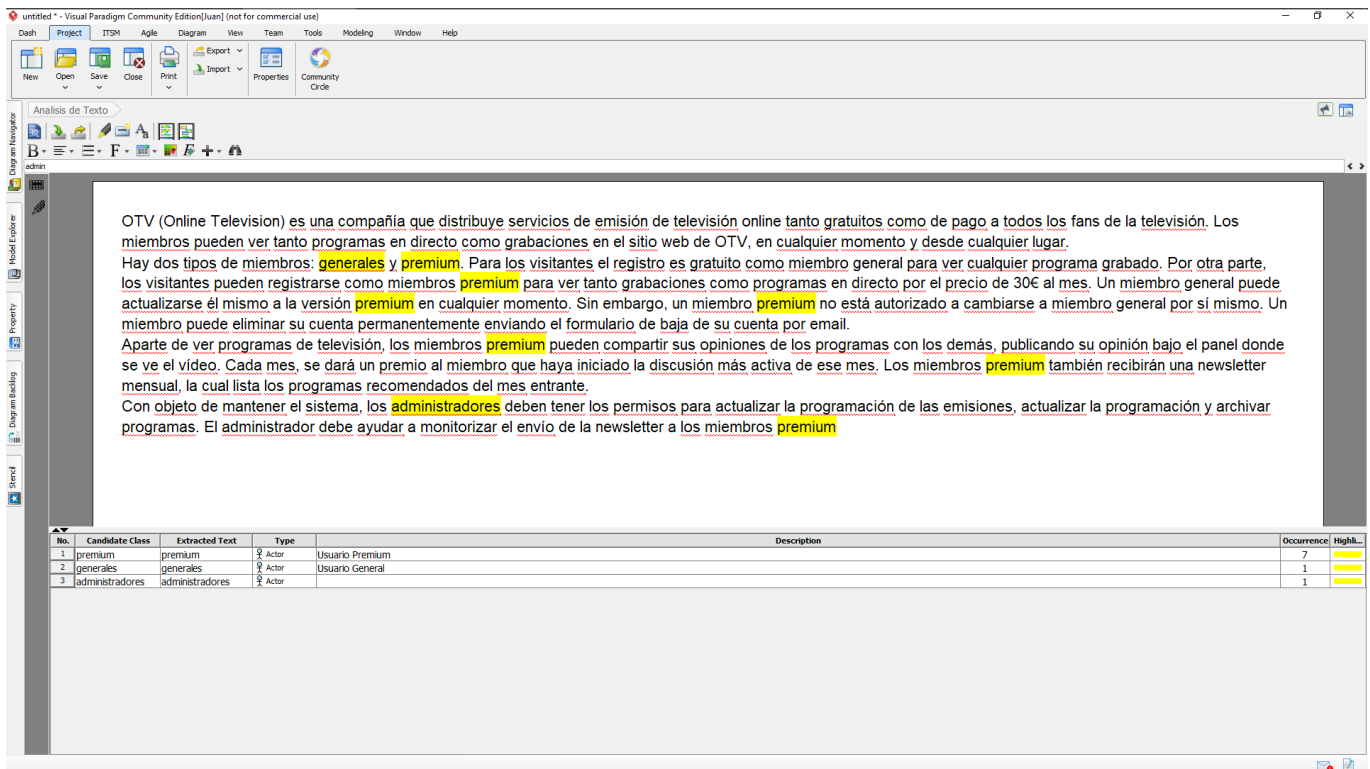 untitled * - Visual Paradigm Community Edition[Juan] (not for commercial use)
Dash Project ITSM Agile Diagram View Team Tools Modeling Window Help
Export
Import
New Open Save Close Print Properties Community Circle
Analisis de Texto
admin
Diagram Navigator
Model Explorer
Property
Diagram Backlog
Stencil
OTV (Online Television) es una compañía que distribuye servicios de emisión de televisión online tanto gratuitos como de pago a todos los fans de la televisión. Los
miembros pueden ver tanto programas en directo como grabaciones en el sitio web de OTV, en cualquier momento y desde cualquier lugar.
Hay dos tipos de miembros: generales y premium. Para los visitantes el registro es gratuito como miembro general para ver cualquier programa grabado. Por otra parte,
los visitantes pueden registrarse como miembros premium para ver tanto grabaciones como programas en directo por el precio de 30€ al mes. Un miembro general puede
actualizarse él mismo a la versión premium en cualquier momento. Sin embargo, un miembro premium no está autorizado a cambiarse a miembro general por sí mismo. Un
miembro puede eliminar su cuenta permanentemente enviando el formulario de baja de su cuenta por email.
Aparte de ver programas de televisión, los miembros premium pueden compartir sus opiniones de los programas con los demás, publicando su opinión bajo el panel donde
se ve el vídeo. Cada mes, se dará un premio al miembro que haya iniciado la discusión más activa de ese mes. Los miembros premium también recibirán una newsletter
mensual, la cual lista los programas recomendados del mes entrante.
Con objeto de mantener el sistema, los administradores deben tener los permisos para actualizar la programación de las emisiones, actualizar la programación y archivar
programas. El administrador debe ayudar a monitorizar el envío de la newsletter a los miembros premium
No. Candidate Class Extracted Text Type Description Occurrence Highli...
1 premium premium Actor Usuario Premium 7
2 generales generales Actor Usuario General 1
3 administradores administradores Actor 1